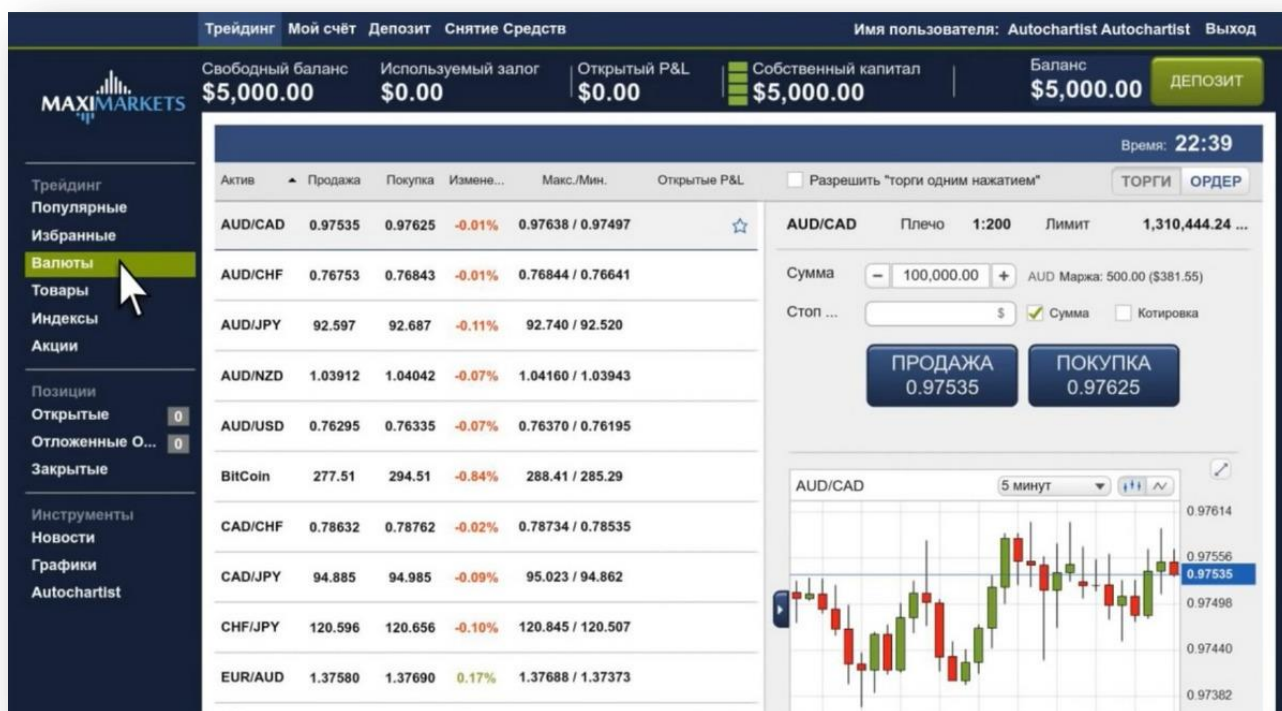 Трейдинг Мой счёт Депозит Снятие Средств Имя пользователя: Autochartist Autochartist Выход
MAXIMARKETS
Свободный баланс Используемый залог Открытый P&L Собственный капитал Баланс
$5,000.00 $0.00 $0.00 $5,000.00 $5,000.00 ДЕПОЗИТ
Время: 22:39
Трейдинг
Популярные
Избранные
Валюты
Товары
Индексы
Акции
Позиции
Открытые 0
Отложенные О... 0
Закрытые
Инструменты
Новости
Графики
Autochartist
Актив Продажа Покупка Измене... Макс./Мин. Открытые P&L
AUD/CAD 0.97535 0.97625 -0.01% 0.97638 / 0.97497
AUD/CHF 0.76753 0.76843 -0.01% 0.76844 / 0.76641
AUD/JPY 92.597 92.687 -0.11% 92.740 / 92.520
AUD/NZD 1.03912 1.04042 -0.07% 1.04160 / 1.03943
AUD/USD 0.76295 0.76335 -0.07% 0.76370 / 0.76195
BitCoin 277.51 294.51 -0.84% 288.41 / 285.29
CAD/CHF 0.78632 0.78762 -0.02% 0.78734 / 0.78535
CAD/JPY 94.885 94.985 -0.09% 95.023 / 94.862
CHF/JPY 120.596 120.656 -0.10% 120.845 / 120.507
EUR/AUD 1.37580 1.37690 0.17% 1.37688 / 1.37373
Разрешить "торги одним нажатием" ТОРГИ ОРДЕР
AUD/CAD Плечо 1:200 Лимит 1,310,444.24 ...
Сумма – 100,000.00 + AUD Маржа: 500.00 ($381.55)
Стоп ... $ Сумма Котировка
ПРОДАЖА ПОКУПКА
0.97535 0.97625
AUD/CAD 5 минут
0.97614
0.97556
0.97535
0.97498
0.97440
0.97382